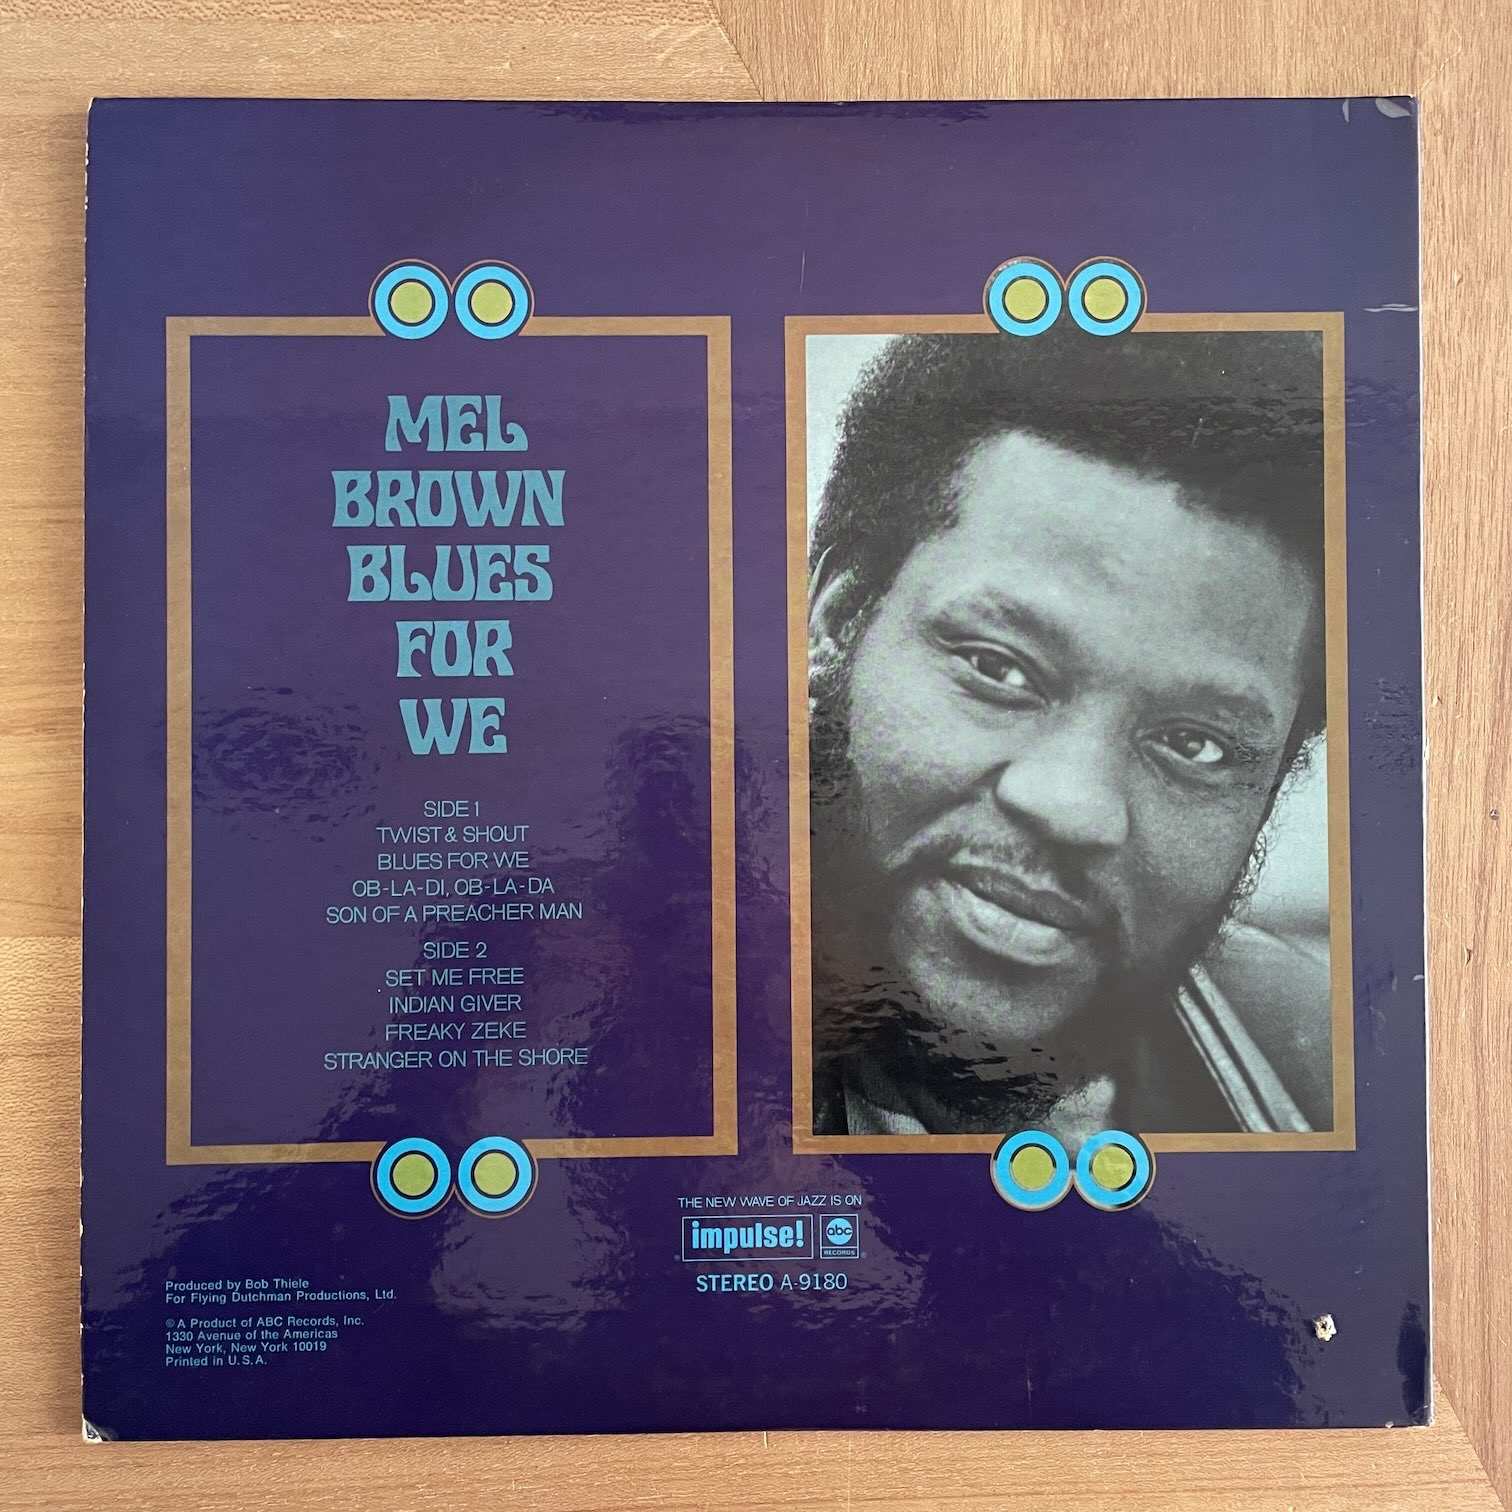 MEL
BROWN
BLUES
FOR
WE
SIDE 1
TWIST & SHOUT
BLUES FOR WE
OB-LA-DI, OB-LA-DA
SON OF A PREACHER MAN
SIDE 2
SET ME FREE
INDIAN GIVER
FREAKY ZEKE
STRANGER ON THE SHORE
THE NEW WAVE OF JAZZ IS ON
impulse!
abc
RECORDS
STEREO A-9180
Produced by Bob Thiele
For Flying Dutchman Productions, Ltd.
© A Product of ABC Records, Inc.
1330 Avenue of the Americas
New York, New York 10019
Printed in U.S.A.